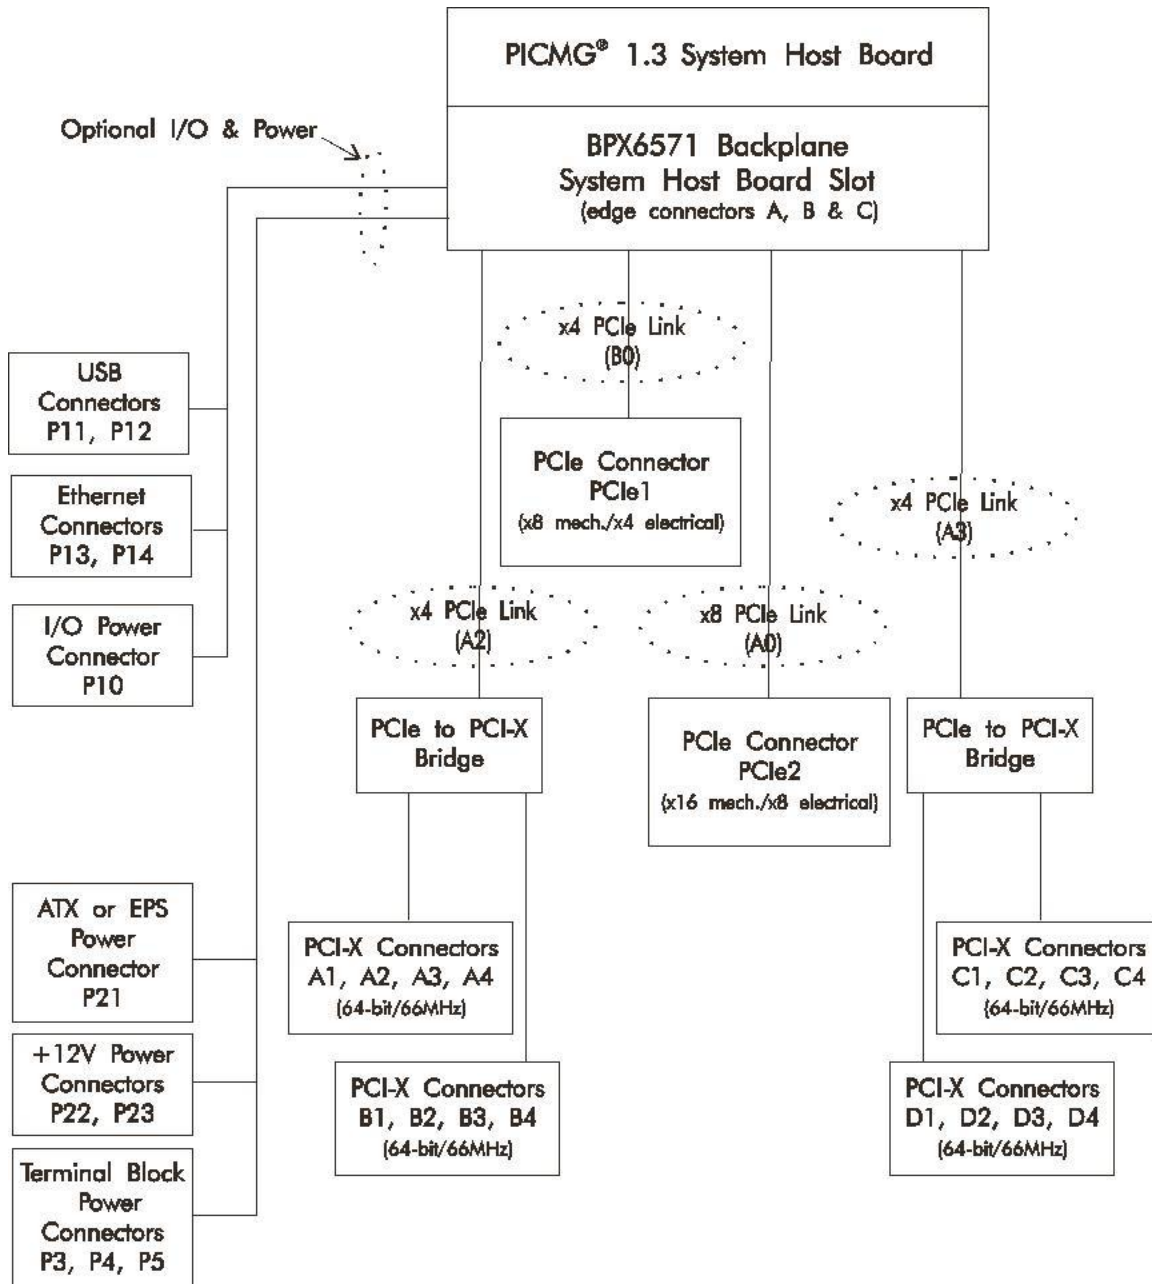 PICMG® 1.3 System Host Board
Optional I/O & Power
BPX6571 Backplane
System Host Board Slot
(edge connectors A, B & C)
x4 PCIe Link
(B0)
USB
Connectors
P11, P12
PCIe Connector
PCIe1
(x8 mech./x4 electrical)
Ethernet
Connectors
P13, P14
x4 PCIe Link
(A3)
I/O Power
Connector
P10
x4 PCIe Link
(A2)
x8 PCIe Link
(A0)
PCIe to PCI-X
Bridge
PCIe Connector
PCIe2
(x16 mech./x8 electrical)
PCIe to PCI-X
Bridge
ATX or EPS
Power
Connector
P21
PCI-X Connectors
A1, A2, A3, A4
(64-bit/66MHz)
PCI-X Connectors
C1, C2, C3, C4
(64-bit/66MHz)
+12V Power
Connectors
P22, P23
PCI-X Connectors
B1, B2, B3, B4
(64-bit/66MHz)
PCI-X Connectors
D1, D2, D3, D4
(64-bit/66MHz)
Terminal Block
Power
Connectors
P3, P4, P5